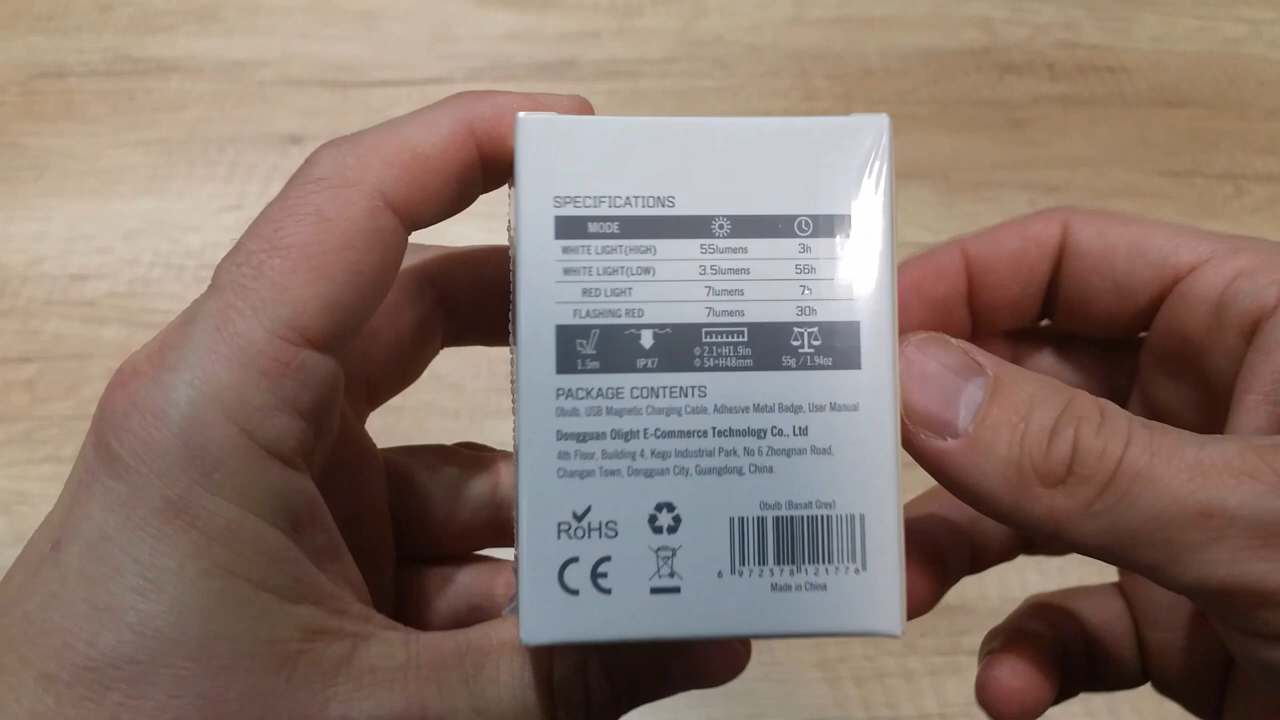 SPECIFICATIONS
MODE
WHITE LIGHT(HIGH) 55lumens 3h
WHITE LIGHT(LOW) 3.5lumens 56h
RED LIGHT 7lumens 7h
FLASHING RED 7lumens 30h
1.5m IPX7 Φ 2.1*H1.9in
Φ 54*H48mm 55g / 1.94oz
PACKAGE CONTENTS
Obulb, USB Magnetic Charging Cable, Adhesive Metal Badge, User Manual
Dongguan Olight E-Commerce Technology Co., Ltd
4th Floor, Building 4, Kegu Industrial Park, No 6 Zhongnan Road,
Changan Town, Dongguan City, Guangdong, China.
RoHS
CE
Obulb (Basalt Grey)
6 972378 121776
Made in China